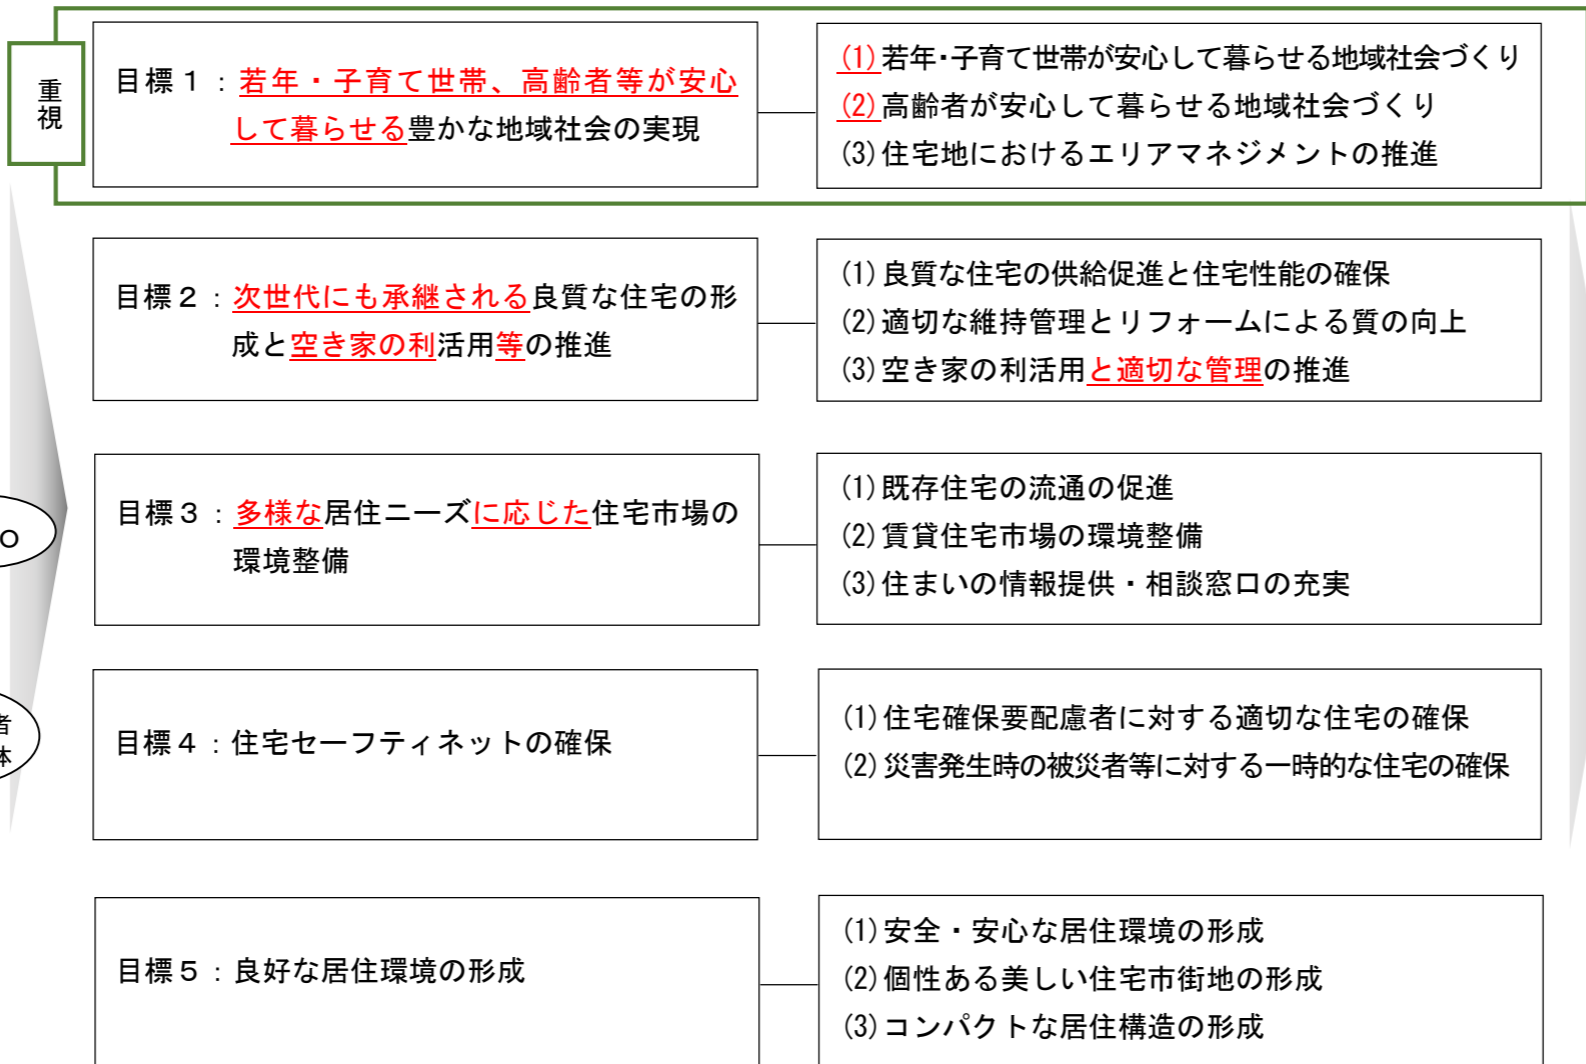 重視
目標１：若年・子育て世帯、高齢者等が安心
して暮らせる豊かな地域社会の実現
(1)若年・子育て世帯が安心して暮らせる地域社会づくり
(2)高齢者が安心して暮らせる地域社会づくり
(3)住宅地におけるエリアマネジメントの推進
目標２：次世代にも承継される良質な住宅の形
成と空き家の利活用等の推進
(1)良質な住宅の供給促進と住宅性能の確保
(2)適切な維持管理とリフォームによる質の向上
(3)空き家の利活用と適切な管理の推進
目標３：多様な居住ニーズに応じた住宅市場の
環境整備
(1)既存住宅の流通の促進
(2)賃貸住宅市場の環境整備
(3)住まいの情報提供・相談窓口の充実
O
目標４：住宅セーフティネットの確保
(1)住宅確保要配慮者に対する適切な住宅の確保
(2)災害発生時の被災者等に対する一時的な住宅の確保
者
体
目標５：良好な居住環境の形成
(1)安全・安心な居住環境の形成
(2)個性ある美しい住宅市街地の形成
(3)コンパクトな居住構造の形成